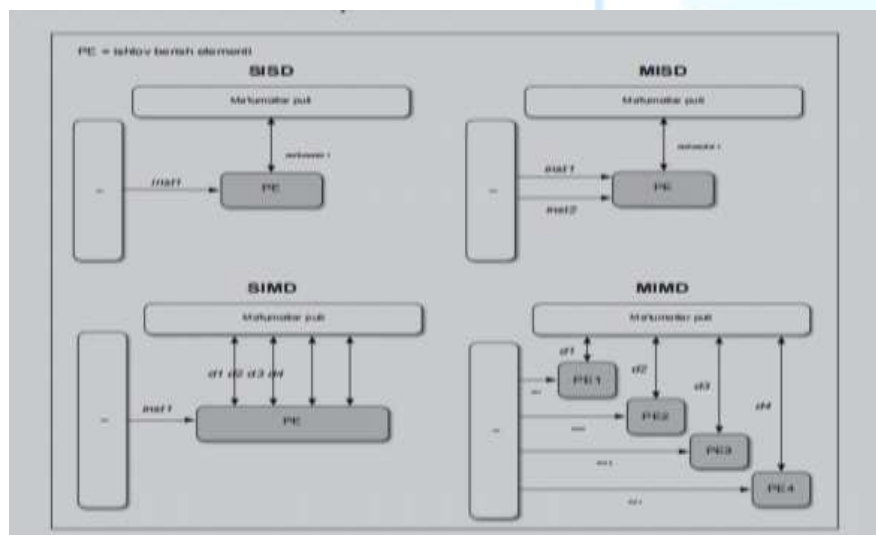 PE = ishlov berish elementi
SISD
Ma'lumotlar puli
inst1
PE
MISD
Ma'lumotlar puli
inst1
PE
inst2
SIMD
Ma'lumotlar puli
d1 d2 d3 d4
inst1
PE
MIMD
Ma'lumotlar puli
d1
PE1
d2
PE2
d3
PE3
d4
PE4